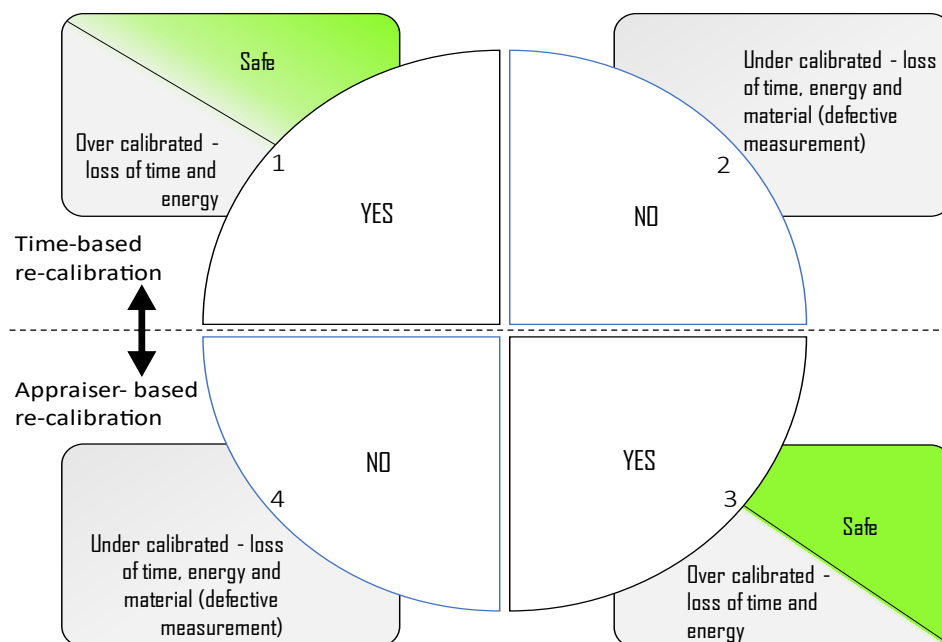 Safe
Over calibrated -
loss of time and
energy
1
YES
Under calibrated - loss
of time, energy and
material (defective
measurement)
2
NO
Time-based
re-calibration
Appraiser- based
re-calibration
NO
4
Under calibrated - loss
of time, energy and
material (defective
measurement)
YES
3
Safe
Over calibrated -
loss of time and
energy